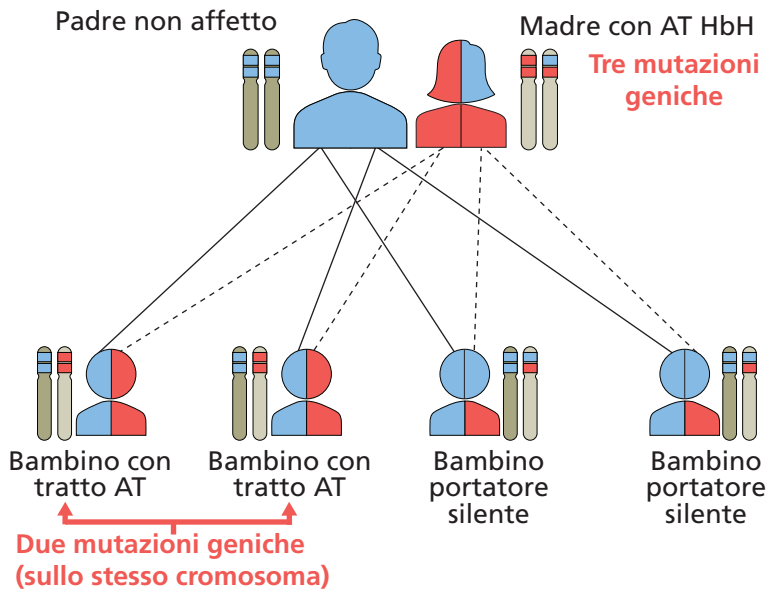 Padre non affetto
Madre con AT HbH
Tre mutazioni
geniche
Bambino con
tratto AT
Bambino con
tratto AT
Bambino
portatore
silente
Bambino
portatore
silente
Due mutazioni geniche
(sullo stesso cromosoma)